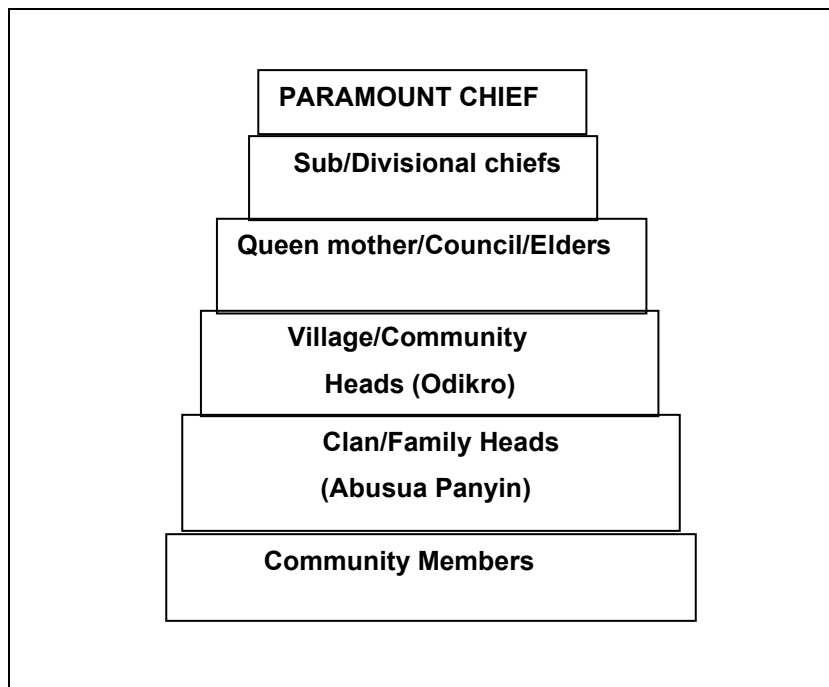 PARAMOUNT CHIEF
Sub/Divisional chiefs
Queen mother/Council/Elders
Village/Community
Heads (Odikro)
Clan/Family Heads
(Abusua Panyin)
Community Members